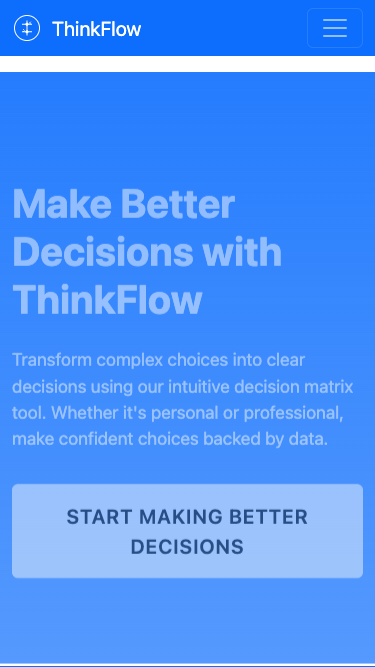 ThinkFlow
Make Better
Decisions with
ThinkFlow
Transform complex choices into clear
decisions using our intuitive decision matrix
tool. Whether it's personal or professional,
make confident choices backed by data.
START MAKING BETTER
DECISIONS